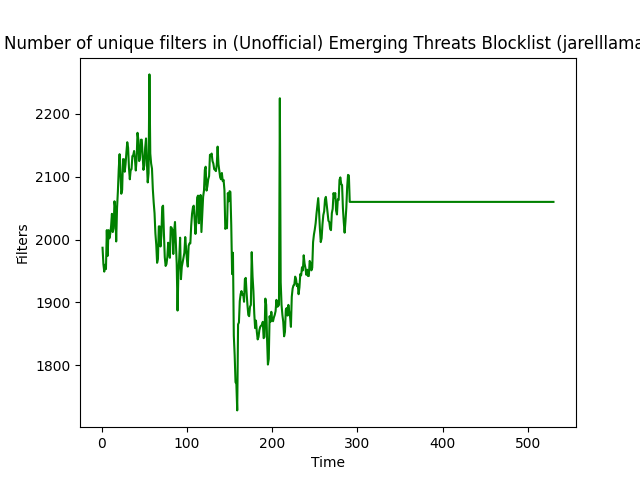 Number of unique filters in (Unofficial) Emerging Threats Blocklist (jarelllama
2200
2100
2000
1900
1800
Filters
0 100 200 300 400 500
Time